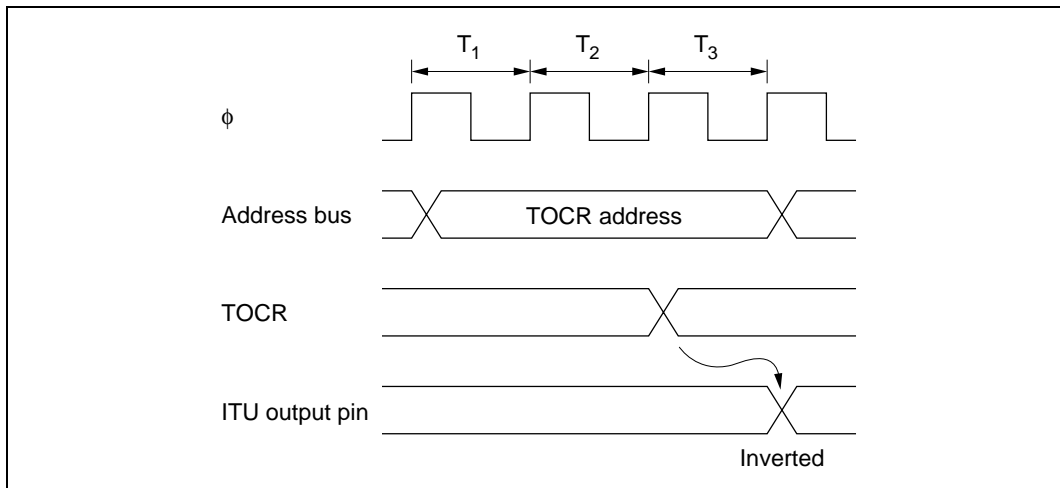 T1 T2 T3
φ
Address bus TOCR address
TOCR
ITU output pin
Inverted